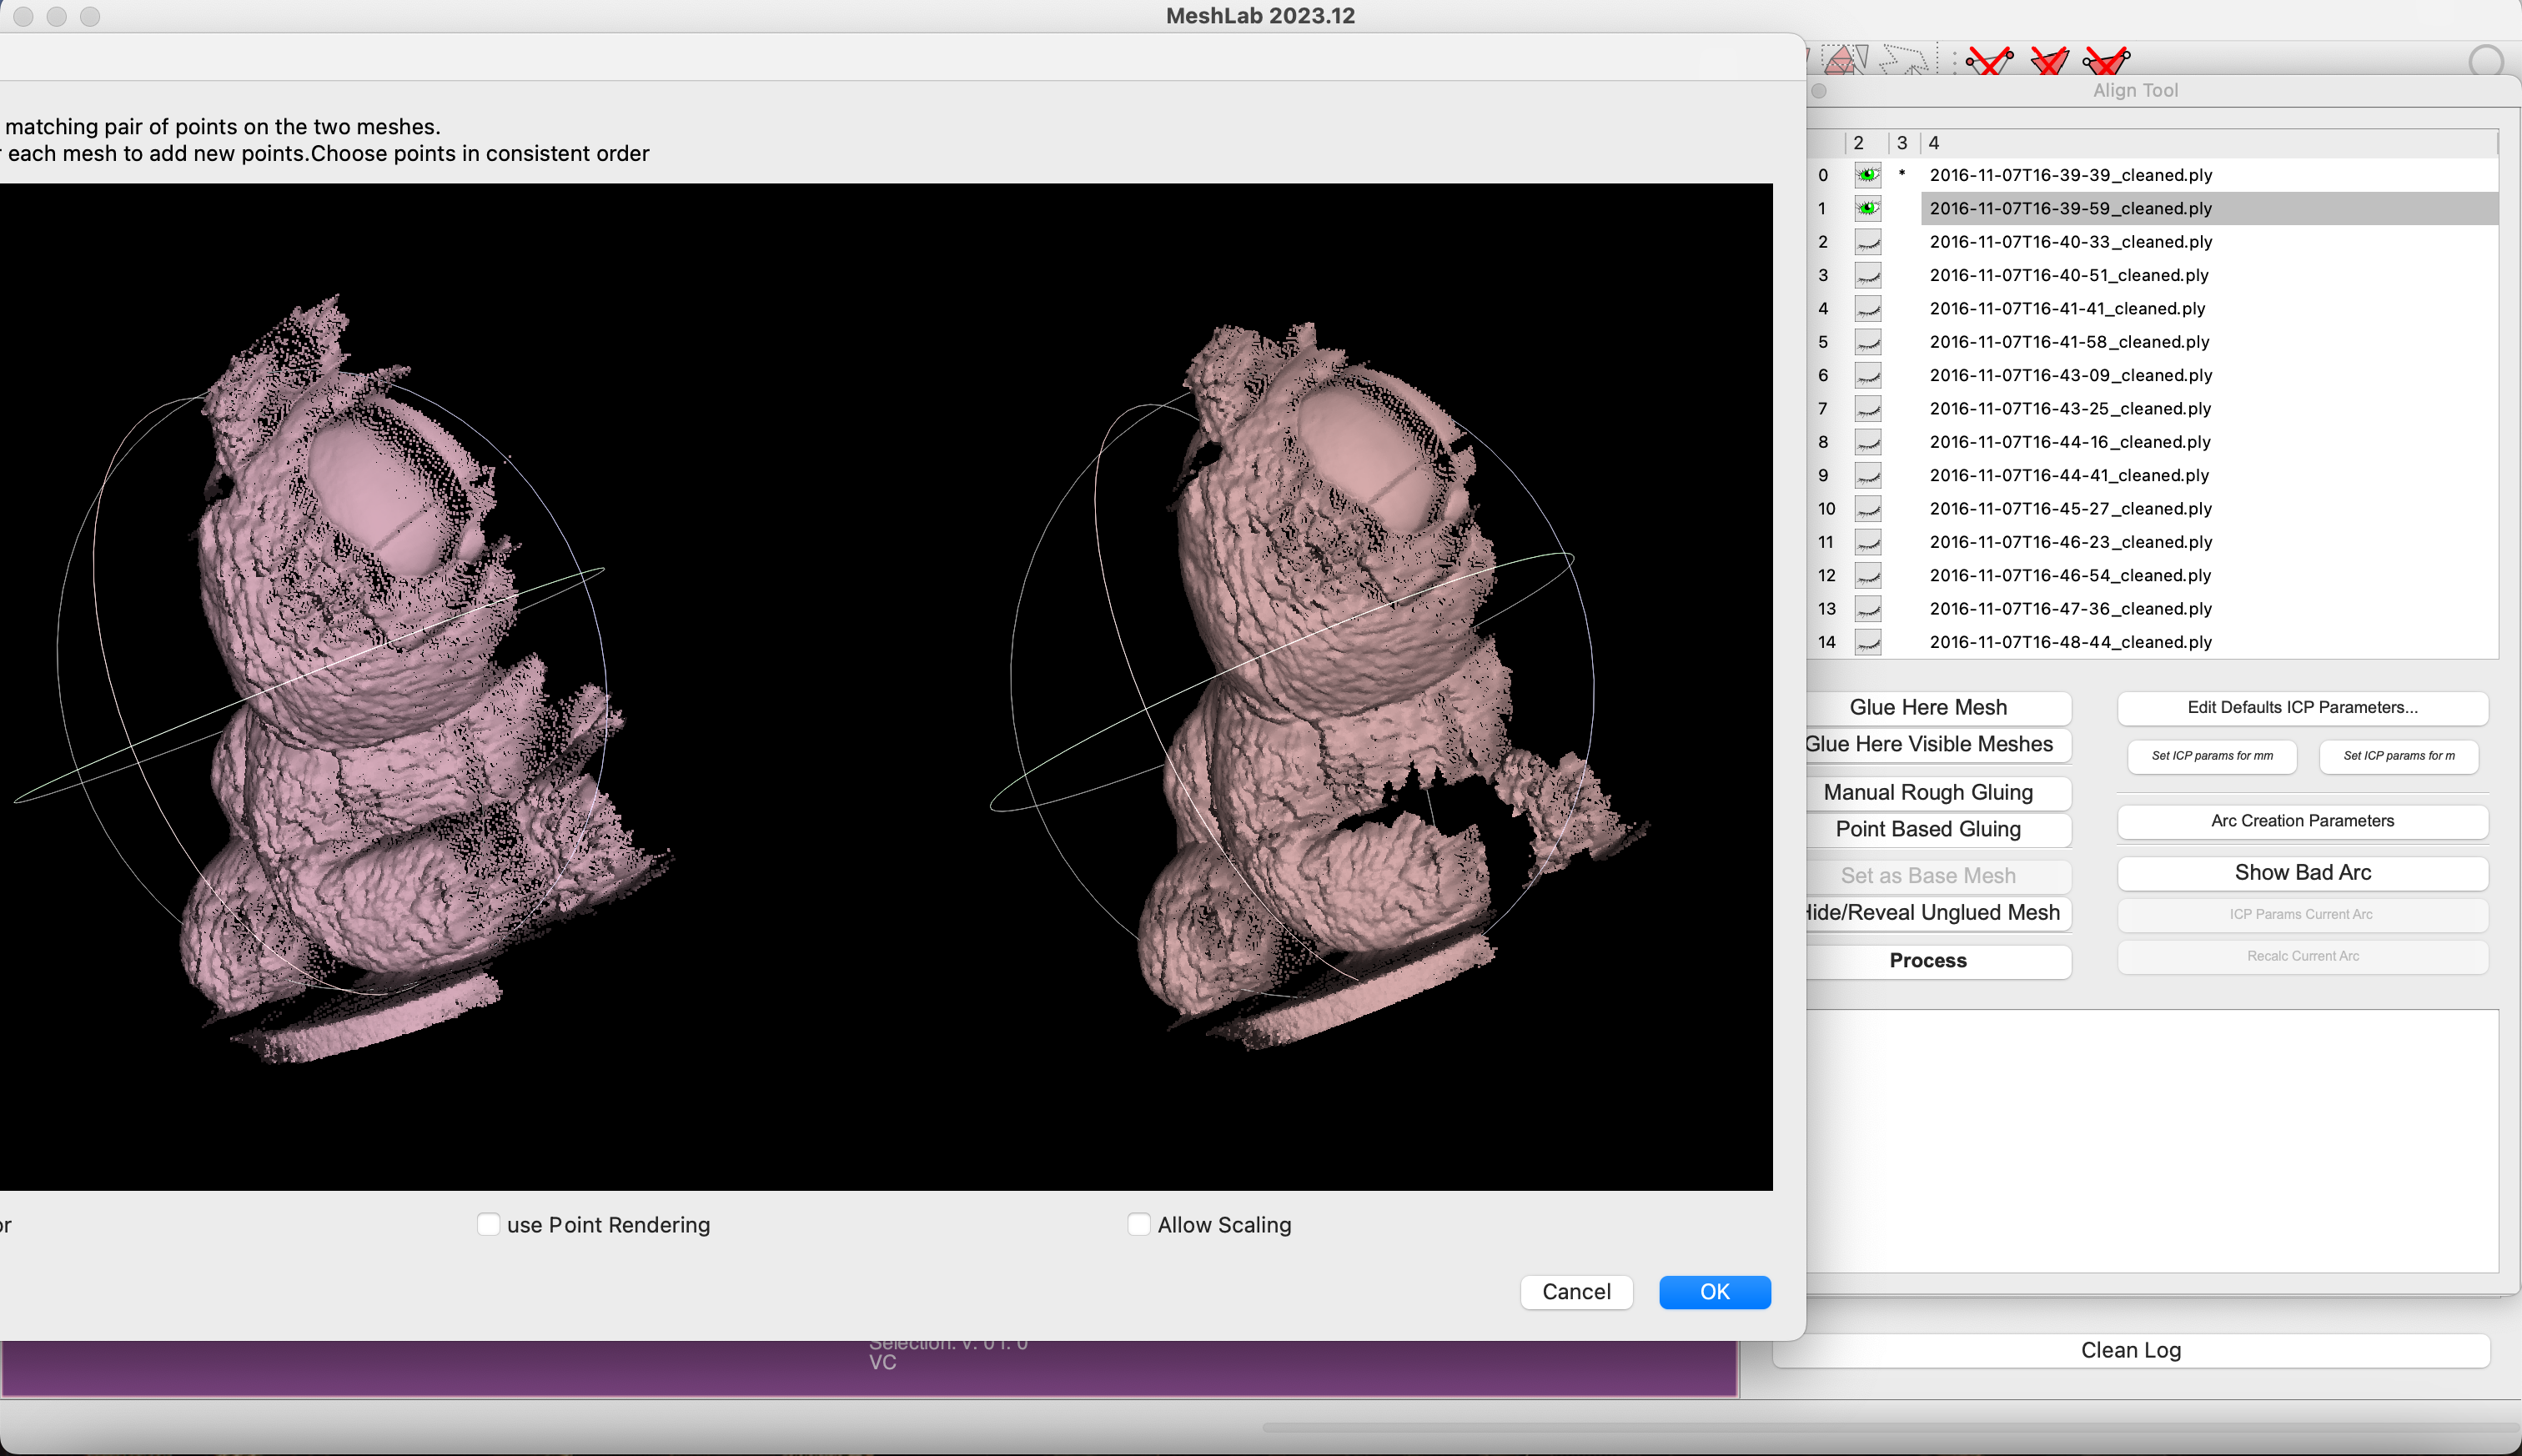 MeshLab 2023.12
Align Tool
matching pair of points on the two meshes.
each mesh to add new points.Choose points in consistent order
2 3 4
0 * 2016-11-07T16-39-39_cleaned.ply
1 2016-11-07T16-39-59_cleaned.ply
2 2016-11-07T16-40-33_cleaned.ply
3 2016-11-07T16-40-51_cleaned.ply
4 2016-11-07T16-41-41_cleaned.ply
5 2016-11-07T16-41-58_cleaned.ply
6 2016-11-07T16-43-09_cleaned.ply
7 2016-11-07T16-43-25_cleaned.ply
8 2016-11-07T16-44-16_cleaned.ply
9 2016-11-07T16-44-41_cleaned.ply
10 2016-11-07T16-45-27_cleaned.ply
11 2016-11-07T16-46-23_cleaned.ply
12 2016-11-07T16-46-54_cleaned.ply
13 2016-11-07T16-47-36_cleaned.ply
14 2016-11-07T16-48-44_cleaned.ply
Glue Here Mesh
Glue Here Visible Meshes
Manual Rough Gluing
Point Based Gluing
Set as Base Mesh
Hide/Reveal Unglued Mesh
Process
Edit Defaults ICP Parameters...
Set ICP params for mm
Set ICP params for m
Arc Creation Parameters
Show Bad Arc
ICP Params Current Arc
Recalc Current Arc
or
use Point Rendering
Allow Scaling
Cancel
OK
Selection: v: 0 f: 0
VC
Clean Log